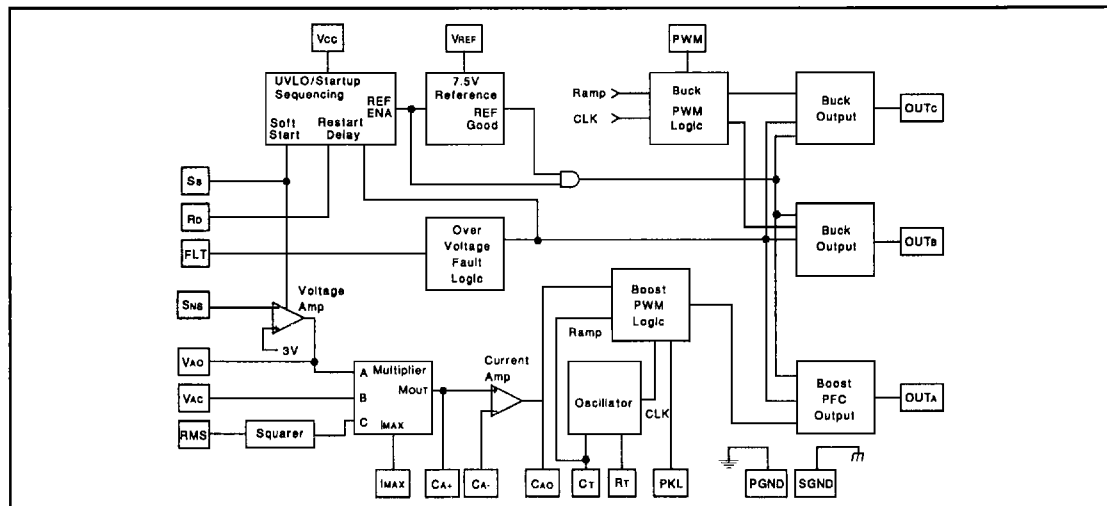 Vcc
VREF
PWM
UVLO/Startup
Sequencing
REF
ENA
Soft
Start
Restart
Delay
7.5V
Reference
REF
Good
Ramp
CLK
Buck
PWM
Logic
Buck
Output
OUTC
SB
RD
FLT
Over
Voltage
Fault
Logic
Buck
Output
OUTB
SNB
Voltage
Amp
3V
Boost
PWM
Logic
Ramp
VAO
VAC
RMS
Squarer
A
B
C
Multiplier
MOUT
IMAX
Current
Amp
Oscillator
CLK
Boost
PFC
Output
OUTA
IMAX
CA+
CA-
CAO
CT
RT
PKL
PGND
SGND